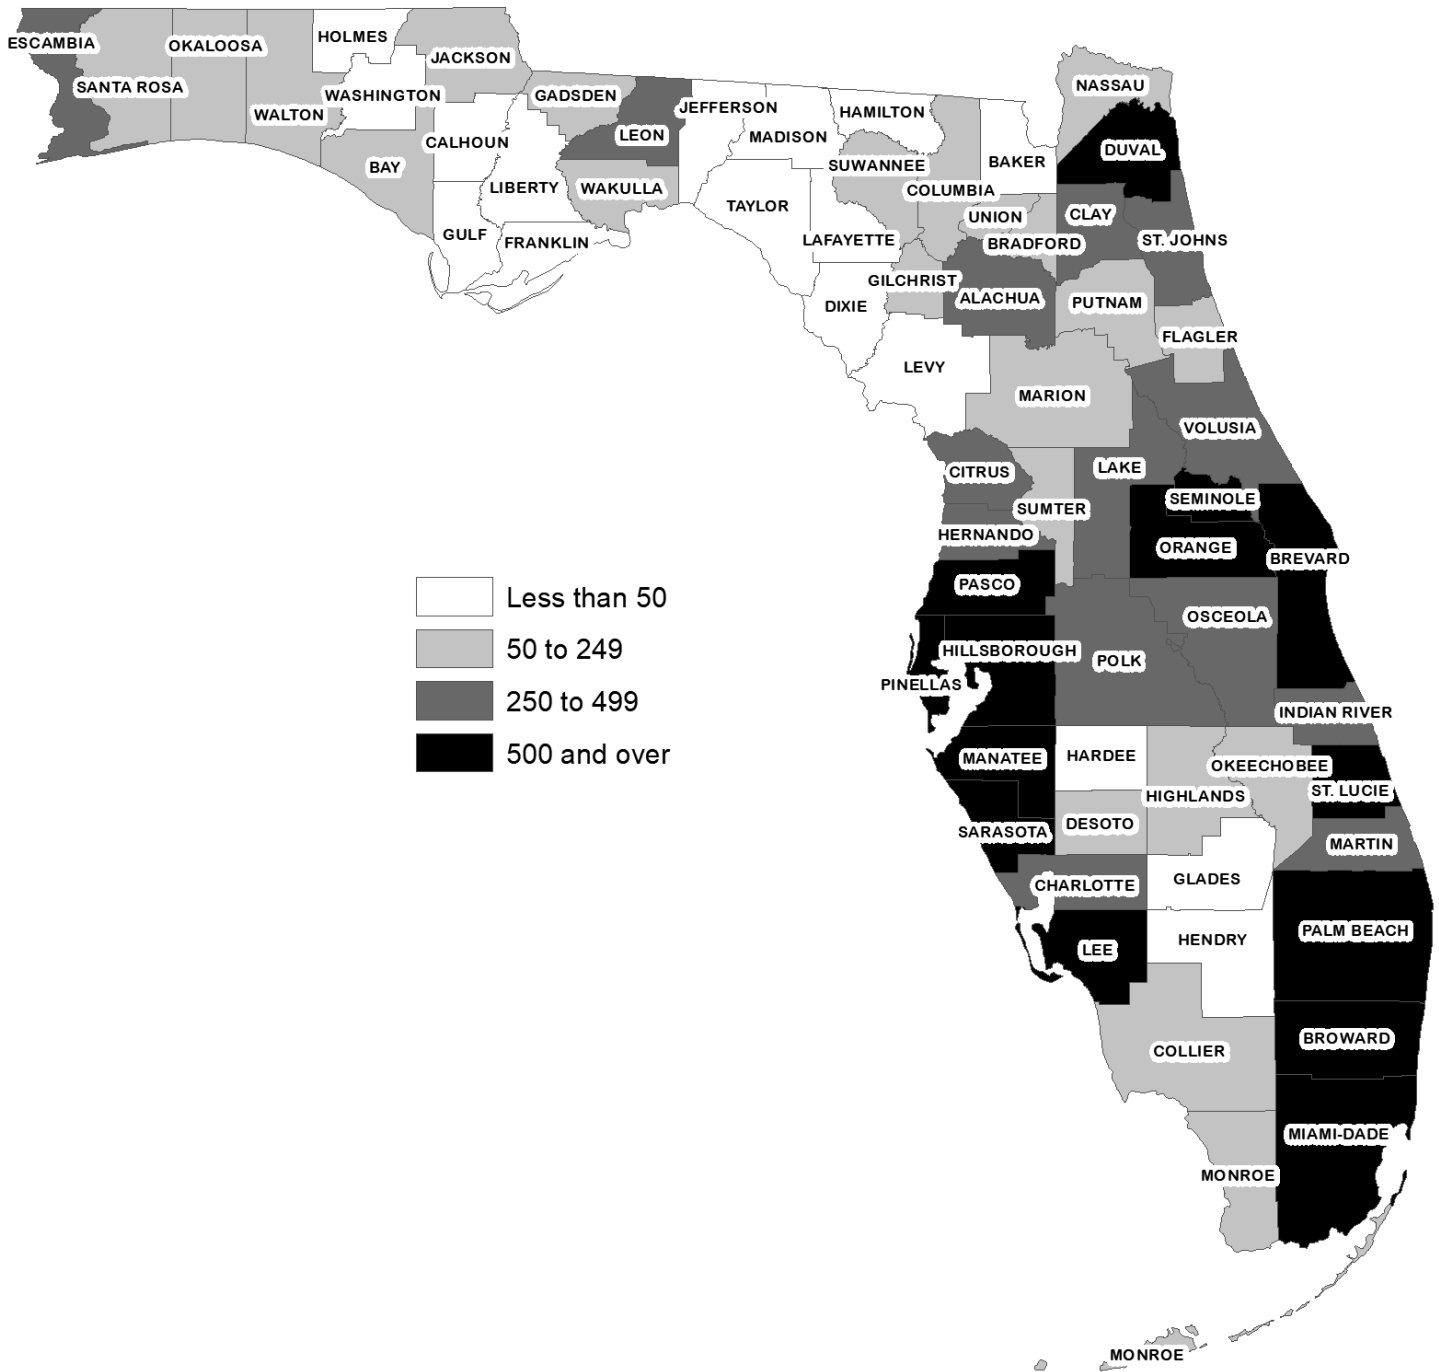 ESCAMBIA
SANTA ROSA
OKALOOSA
WALTON
HOLMES
WASHINGTON
JACKSON
BAY
CALHOUN
GULF
LIBERTY
FRANKLIN
GADSDEN
LEON
WAKULLA
JEFFERSON
MADISON
TAYLOR
HAMILTON
SUWANNEE
LAFAYETTE
DIXIE
COLUMBIA
BAKER
UNION
BRADFORD
GILCHRIST
ALACHUA
LEVY
NASSAU
DUVAL
CLAY
ST. JOHNS
PUTNAM
FLAGLER
MARION
VOLUSIA
CITRUS
SUMTER
LAKE
SEMINOLE
HERNANDO
ORANGE
BREVARD
PASCO
OSCEOLA
HILLSBOROUGH
POLK
PINELLAS
INDIAN RIVER
MANATEE
HARDEE
OKEECHOBEE
HIGHLANDS
ST. LUCIE
SARASOTA
DESOTO
MARTIN
CHARLOTTE
GLADES
LEE
HENDRY
PALM BEACH
COLLIER
BROWARD
MIAMI-DADE
MONROE
MONROE
Less than 50
50 to 249
250 to 499
500 and over